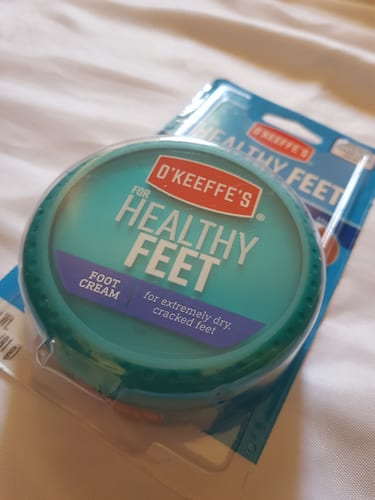 O'KEEFFE'S
HEALTHY FEET
O'KEEFFE'S®
FOR
HEALTHY
FEET
FOOT
CREAM
for extremely dry,
cracked feet